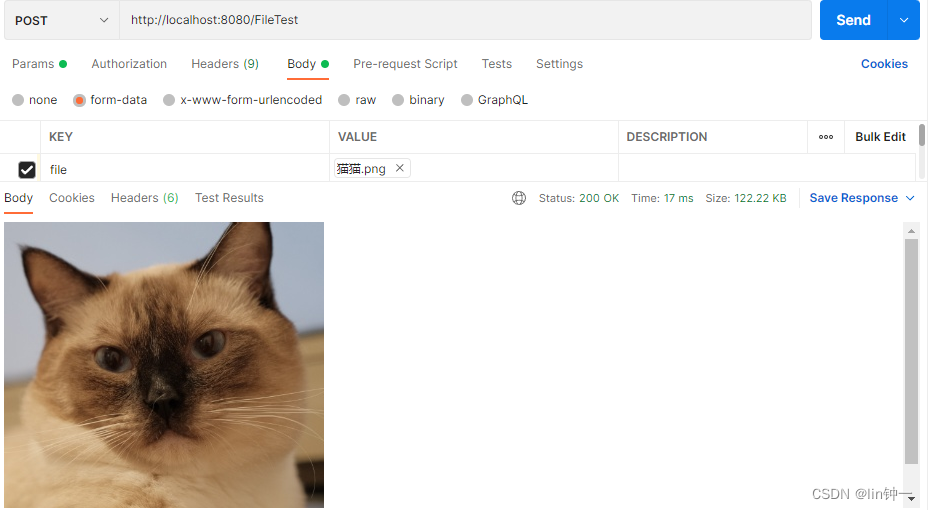 POST http://localhost:8080/FileTest Send
Params Authorization Headers (9) Body Pre-request Script Tests Settings Cookies
none form-data x-www-form-urlencoded raw binary GraphQL
KEY VALUE DESCRIPTION ooo Bulk Edit
file 猫猫.png ×
Body Cookies Headers (6) Test Results Status: 200 OK Time: 17 ms Size: 122.22 KB Save Response
CSDN @lin钟一